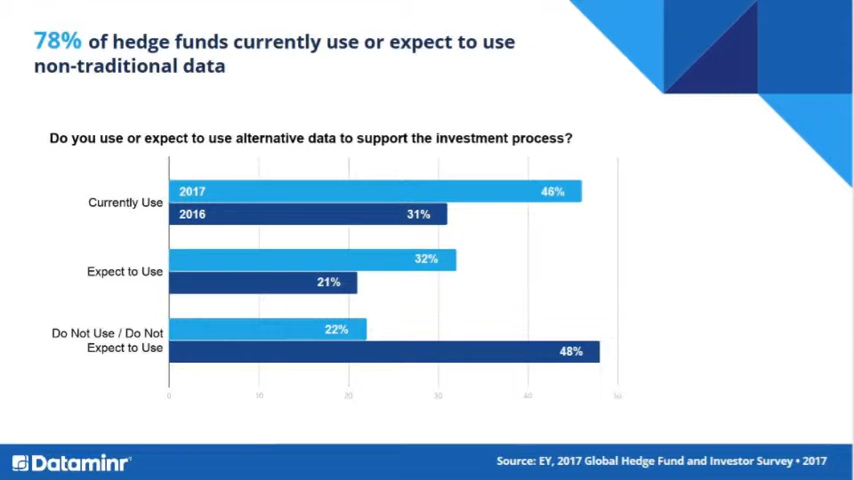 78% of hedge funds currently use or expect to use
non-traditional data
Do you use or expect to use alternative data to support the investment process?
Currently Use
2017
46%
2016
31%
Expect to Use
32%
21%
Do Not Use / Do Not
Expect to Use
22%
48%
0
10
20
30
40
50
Dataminr®
Source: EY, 2017 Global Hedge Fund and Investor Survey • 2017